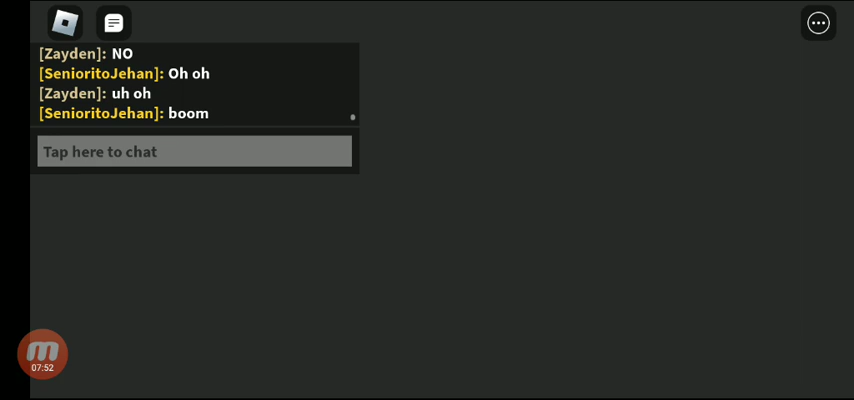 [Zayden]: NO
[SenioritoJehan]: Oh oh
[Zayden]: uh oh
[SenioritoJehan]: boom
Tap here to chat
07:52